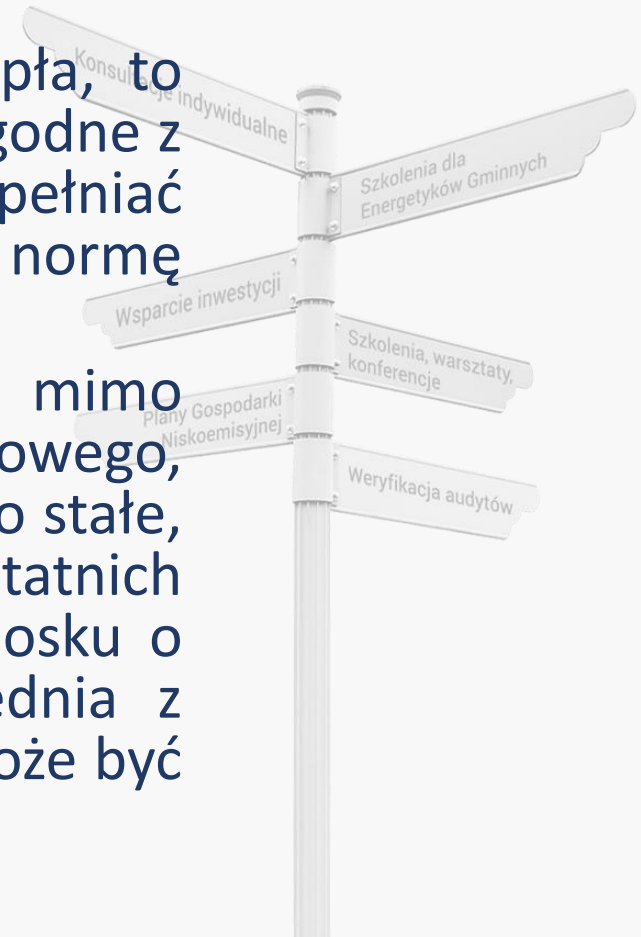 pła, to
godne z
pełniać
normę
mimo
owego,
o stałe,
tatnich
osku o
ednia z
oże być
Konsultacje indywidualne
Szkolenia dla
Energetyków Gminnych
Wsparcie inwestycji
Szkolenia, warsztaty,
konferencje
Plany Gospodarki
Niskoemisyjnej
Weryfikacja audytów